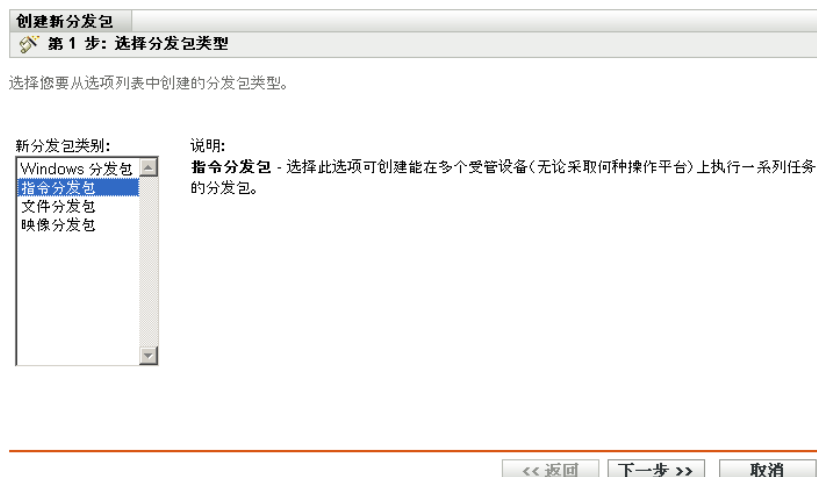 创建新分发包
第 1 步: 选择分发包类型
选择您要从选项列表中创建的分发包类型。
新分发包类别:
Windows 分发包
指令分发包
文件分发包
映像分发包
说明:
指令分发包 - 选择此选项可创建能在多个受管设备(无论采取何种操作平台)上执行一系列任务
的分发包。
<< 返回
下一步 >>
取消